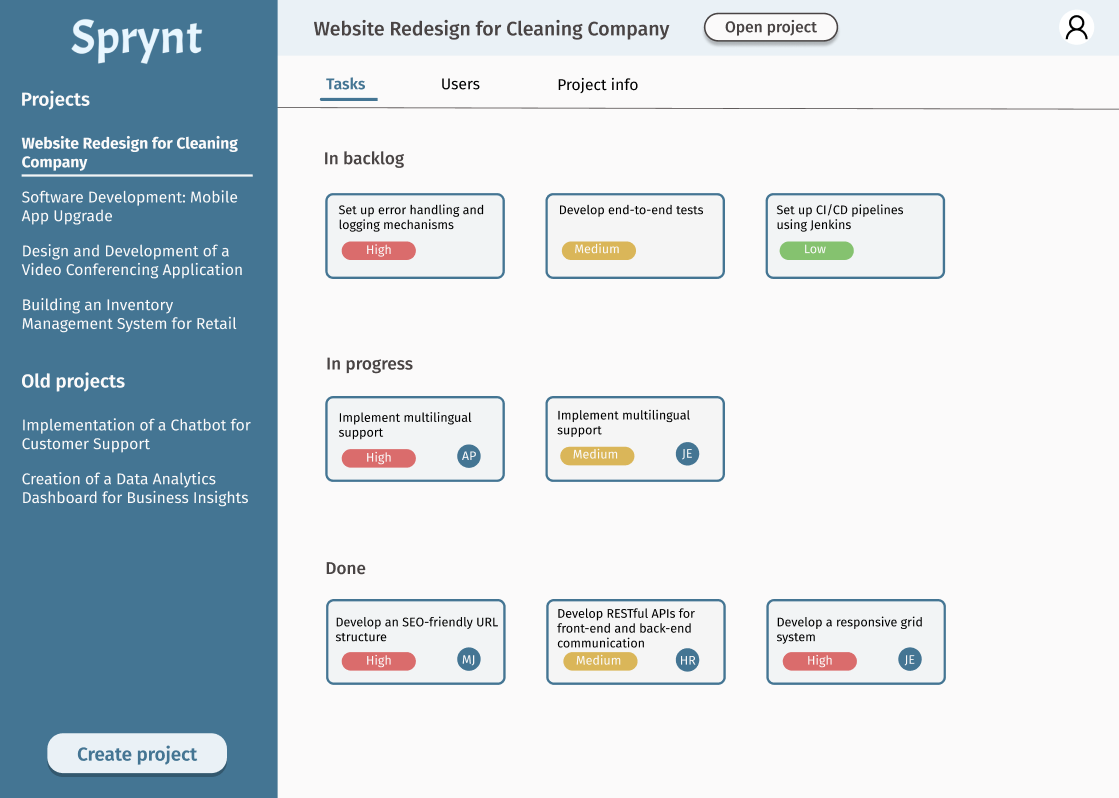 Sprynt
Projects
Website Redesign for Cleaning
Company
Software Development: Mobile
App Upgrade
Design and Development of a
Video Conferencing Application
Building an Inventory
Management System for Retail
Old projects
Implementation of a Chatbot for
Customer Support
Creation of a Data Analytics
Dashboard for Business Insights
Create project
Website Redesign for Cleaning Company
Open project
Tasks
Users
Project info
In backlog
Set up error handling and
logging mechanisms
High
Develop end-to-end tests
Medium
Set up CI/CD pipelines
using Jenkins
Low
In progress
Implement multilingual
support
High
AP
Implement multilingual
support
Medium
JE
Done
Develop an SEO-friendly URL
structure
High
MJ
Develop RESTful APIs for
front-end and back-end
communication
Medium
HR
Develop a responsive grid
system
High
JE